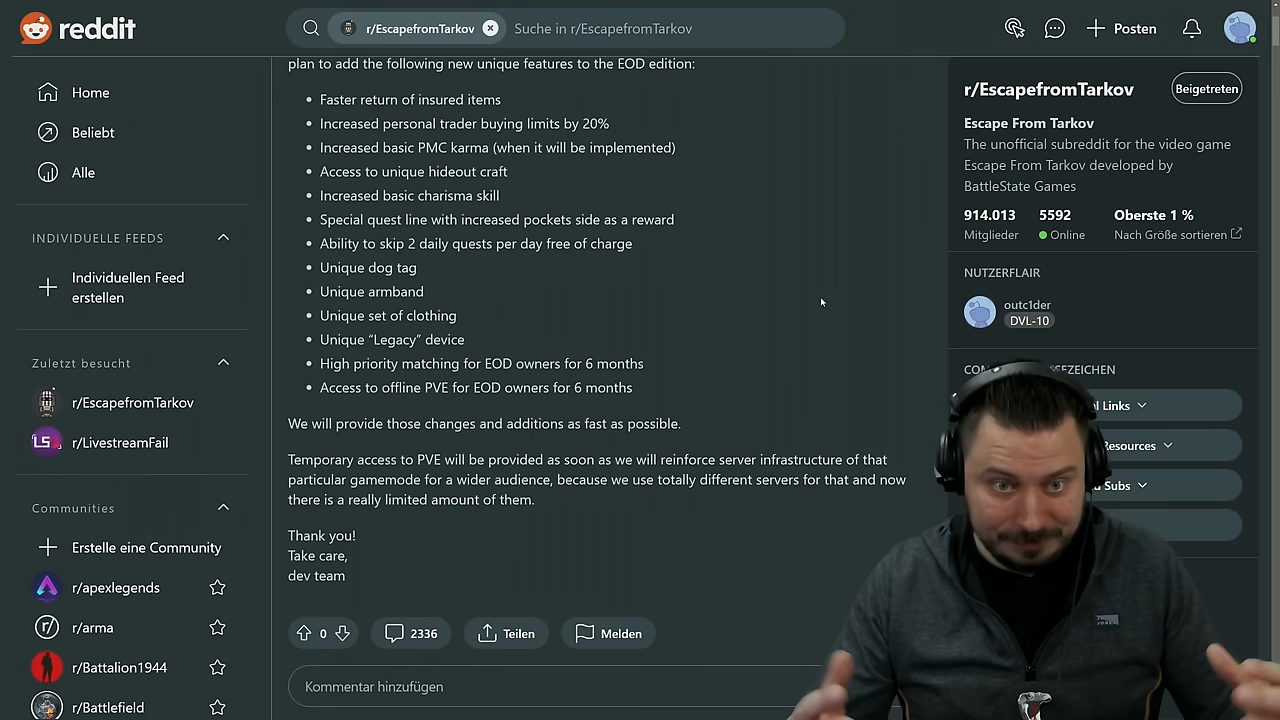 reddit
r/EscapefromTarkov
Suche in r/EscapefromTarkov
Posten
Home
Beliebt
Alle
INDIVIDUELLE FEEDS
Individuellen Feed
erstellen
Zuletzt besucht
r/EscapefromTarkov
LS
r/LivestreamFail
Communities
Erstelle eine Community
r/apexlegends
r/
r/arma
r/Battalion1944
r/Battlefield
plan to add the following new unique features to the EOD edition:
• Faster return of insured items
• Increased personal trader buying limits by 20%
• Increased basic PMC karma (when it will be implemented)
• Access to unique hideout craft
• Increased basic charisma skill
• Special quest line with increased pockets side as a reward
• Ability to skip 2 daily quests per day free of charge
• Unique dog tag
• Unique armband
• Unique set of clothing
• Unique “Legacy” device
• High priority matching for EOD owners for 6 months
• Access to offline PVE for EOD owners for 6 months
We will provide those changes and additions as fast as possible.
Temporary access to PVE will be provided as soon as we will reinforce server infrastructure of that
particular gamemode for a wider audience, because we use totally different servers for that and now
there is a really limited amount of them.
Thank you!
Take care,
dev team
0
2336
Teilen
Melden
Kommentar hinzufügen
r/EscapefromTarkov
Beigetreten
Escape From Tarkov
The unofficial subreddit for the video game
Escape From Tarkov developed by
BattleState Games
914.013 5592 Oberste 1 %
Mitglieder Online Nach Größe sortieren
NUTZERFLAIR
outc1der
DVL-10
Links
Resources
Subs